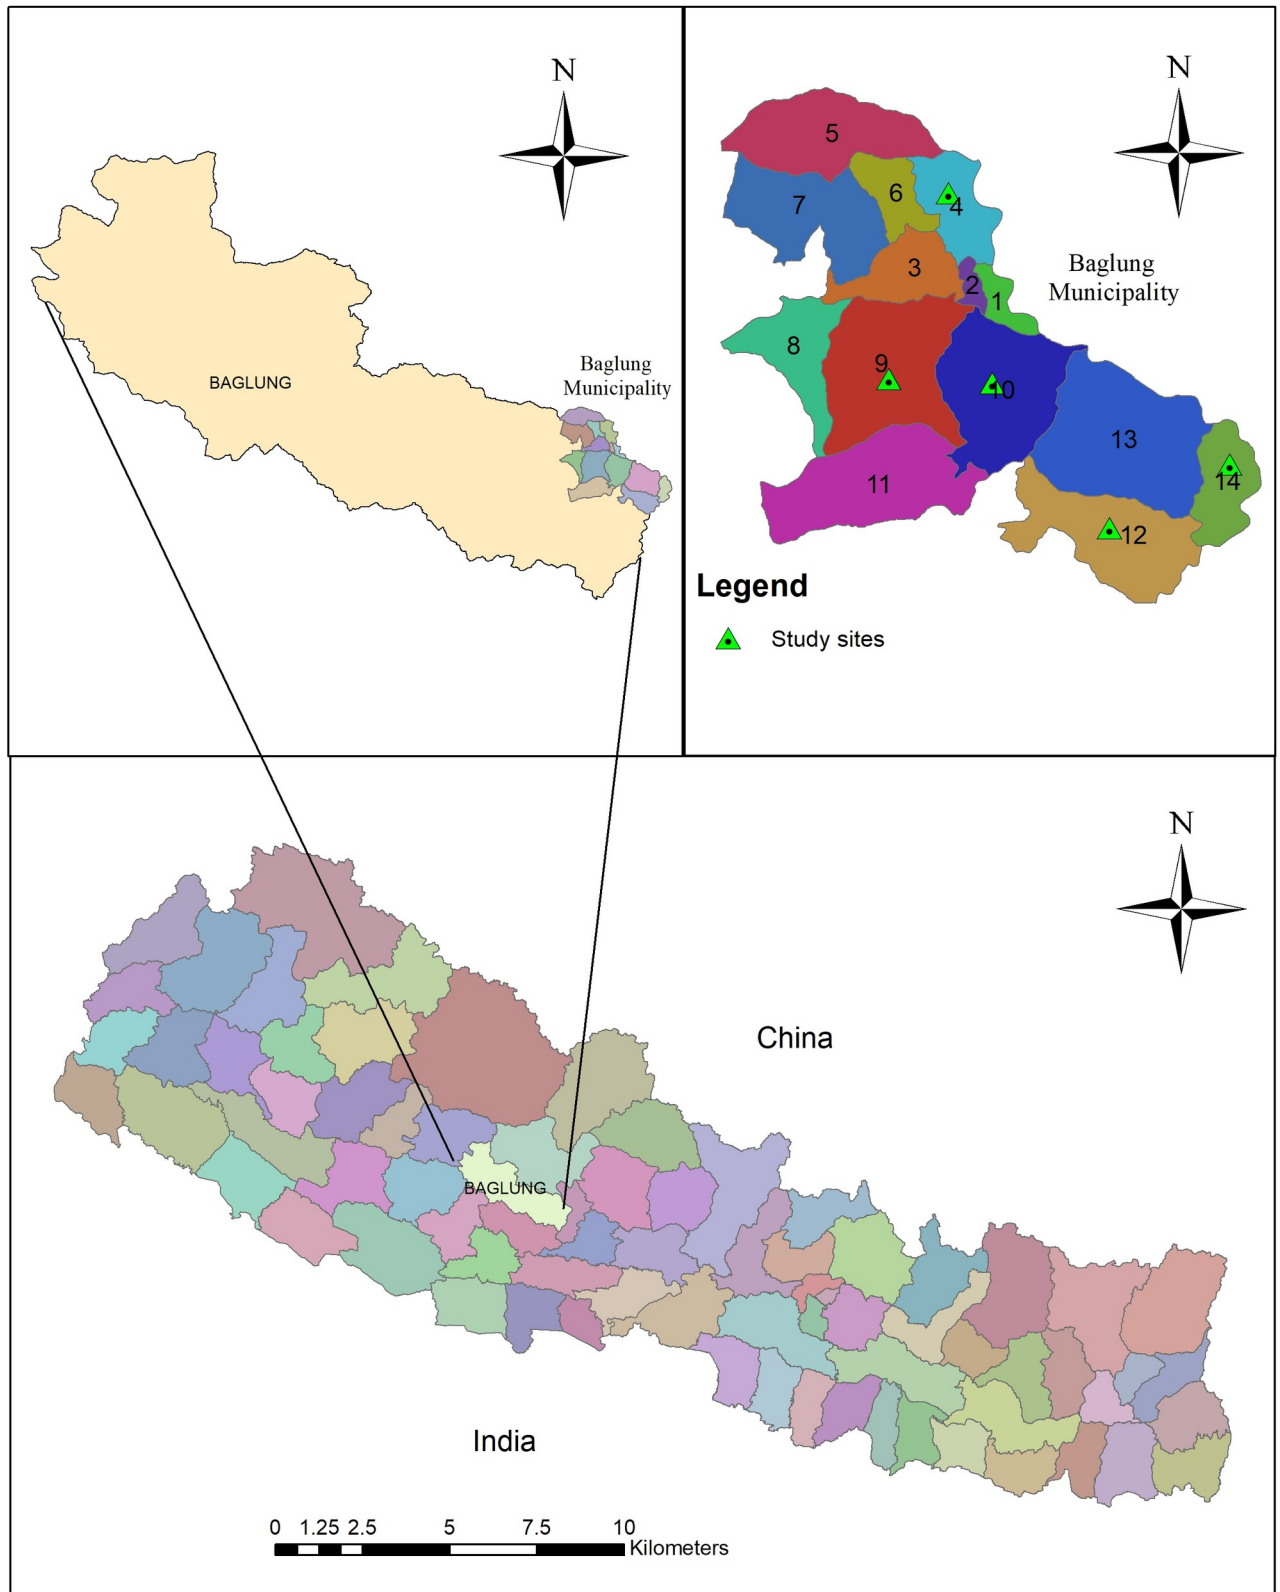 N
BAGLUNG
Baglung
Municipality
N
5
6
7
4
3
2
1
Baglung
Municipality
8
9
10
13
11
14
12
Legend
Study sites
N
China
BAGLUNG
India
0 1.25 2.5 5 7.5 10
Kilometers